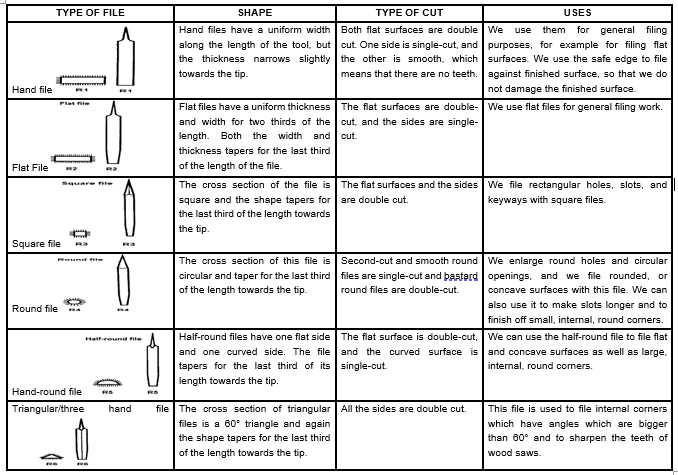 TYPE OF FILE
SHAPE
TYPE OF CUT
USES
Hand file
R1
R1
Hand files have a uniform width
along the length of the tool, but
the thickness narrows slightly
towards the tip.
Both flat surfaces are double
cut. One side is single-cut, and
the other is smooth, which
means that there are no teeth.
We use them for general filing
purposes, for example for filing flat
surfaces. We use the safe edge to file
against finished surface, so that we do
not damage the finished surface.
Flat file
Flat File
R2
R2
Flat files have a uniform thickness
and width for two thirds of the
length. Both the width and
thickness tapers for the last third
of the length of the file.
The flat surfaces are double-
cut, and the sides are single-
cut.
We use flat files for general filing work.
Square file
Square file
R3
R3
The cross section of the file is
square and the shape tapers for
the last third of the length towards
the tip.
The flat surfaces and the sides
are double cut.
We file rectangular holes, slots, and
keyways with square files.
Round file
Round file
R4
R4
The cross section of this file is
circular and taper for the last third
of the length towards the tip.
Second-cut and smooth round
files are single-cut and bastard
round files are double-cut.
We enlarge round holes and circular
openings, and we file rounded, or
concave surfaces with this file. We can
also use it to make slots longer and to
finish off small, internal, round corners.
Half-round file
Hand-round file
R5
R5
Half-round files have one flat side
and one curved side. The file
tapers for the last third of its
length towards the tip.
The flat surface is double-cut,
and the curved surface is
single-cut.
We can use the half-round file to file flat
and concave surfaces as well as large,
internal, round corners.
Triangular/three hand file
R6
R6
The cross section of triangular
files is a 60° triangle and again
the shape tapers for the last third
of the length towards the tip.
All the sides are double cut.
This file is used to file internal corners
which have angles which are bigger
than 60° and to sharpen the teeth of
wood saws.